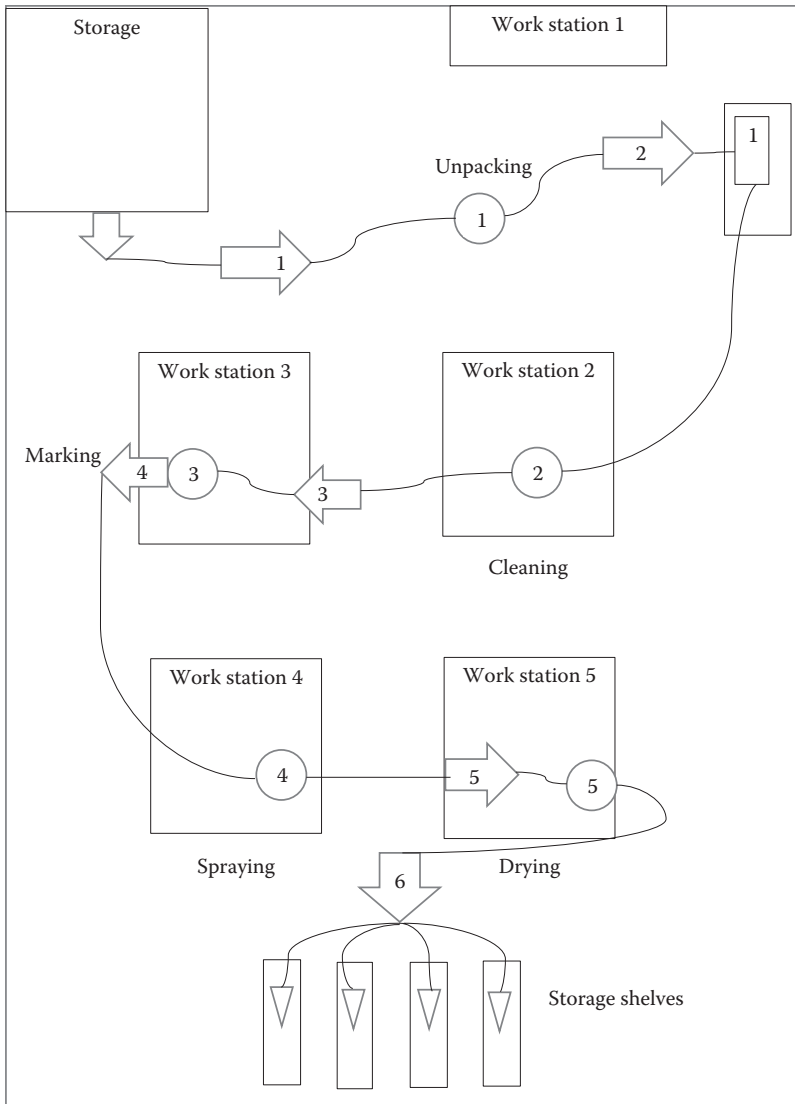 Storage
Work station 1
Unpacking
2
1
1
1
Work station 3
Work station 2
Marking
4
3
3
2
Cleaning
Work station 4
Work station 5
4
5
5
Spraying
Drying
6
Storage shelves